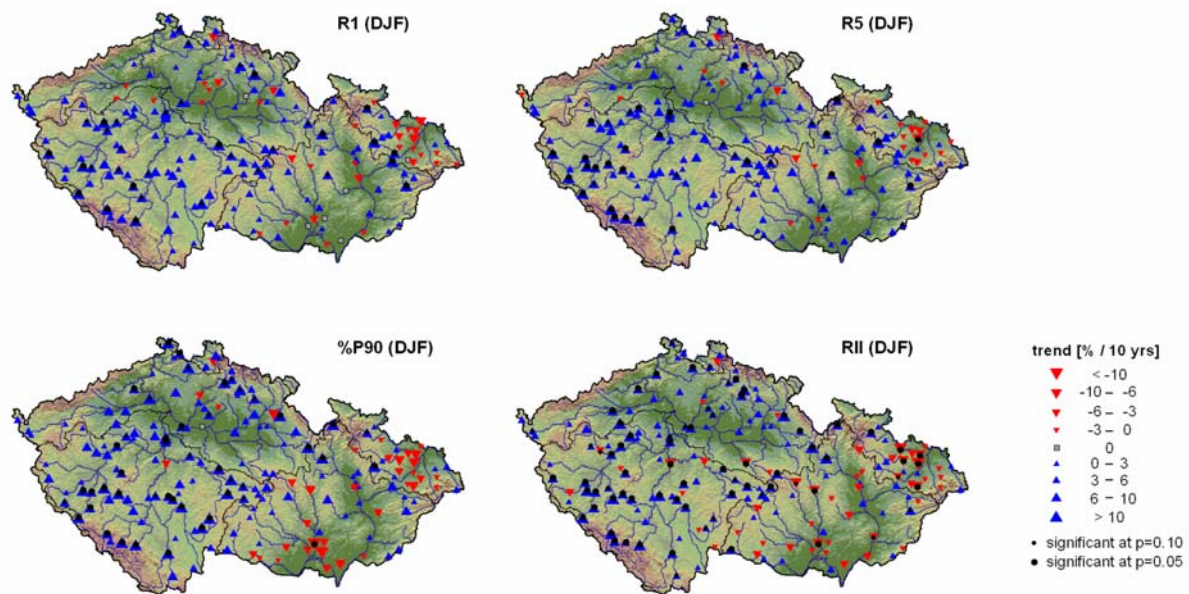 R1 (DJF)
R5 (DJF)
%P90 (DJF)
RII (DJF)
trend [% / 10 yrs]
< -10
-10 – -6
-6 – -3
-3 – 0
0
0 – 3
3 – 6
6 – 10
> 10
significant at p=0.10
significant at p=0.05